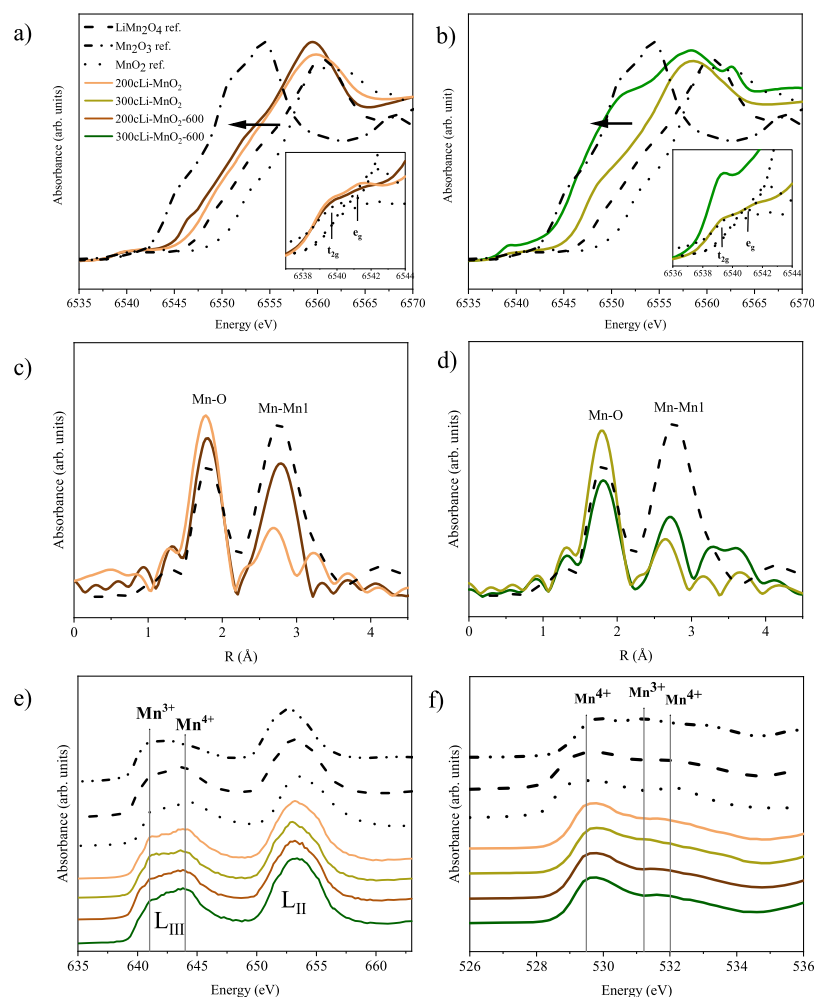 a)
LiMn₂O₄ ref.
Mn₂O₃ ref.
MnO₂ ref.
200cLi-MnO₂
300cLi-MnO₂
200cLi-MnO₂-600
300cLi-MnO₂-600
Absorbance (arb. units)
t₂g
e_g
6538 6540 6542 6544
6535 6540 6545 6550 6555 6560 6565 6570
Energy (eV)
b)
Absorbance (arb. unit)
t₂g
e_g
6536 6538 6540 6542 6544
6535 6540 6545 6550 6555 6560 6565 6570
Energy (eV)
c)
Mn-O
Mn-Mn1
Absorbance (arb. units)
0 1 2 3 4
R (Å)
d)
Mn-O
Mn-Mn1
Absorbance (arb. units)
0 1 2 3 4
R (Å)
e)
Mn³⁺
Mn⁴⁺
Absorbance (arb. units)
L_III
L_II
635 640 645 650 655 660
Energy (eV)
f)
Mn⁴⁺
Mn³⁺
Mn⁴⁺
Absorbance (arb. units)
526 528 530 532 534 536
Energy (eV)